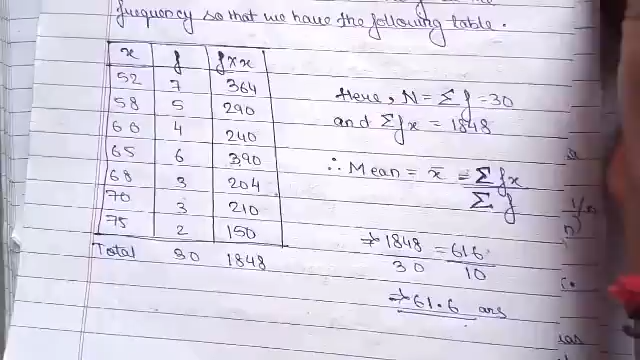 frequency so that we have the following table.
x f f×x
52 7 364
58 5 290
60 4 240
65 6 390
68 3 204
70 3 210
75 2 150
Total 30 1848
Here, N = Σf = 30
and Σfx = 1848
∴ Mean = x̄ = Σfx
Σf
⇒ 1848 = 616
30 10
⇒ 61.6 ans